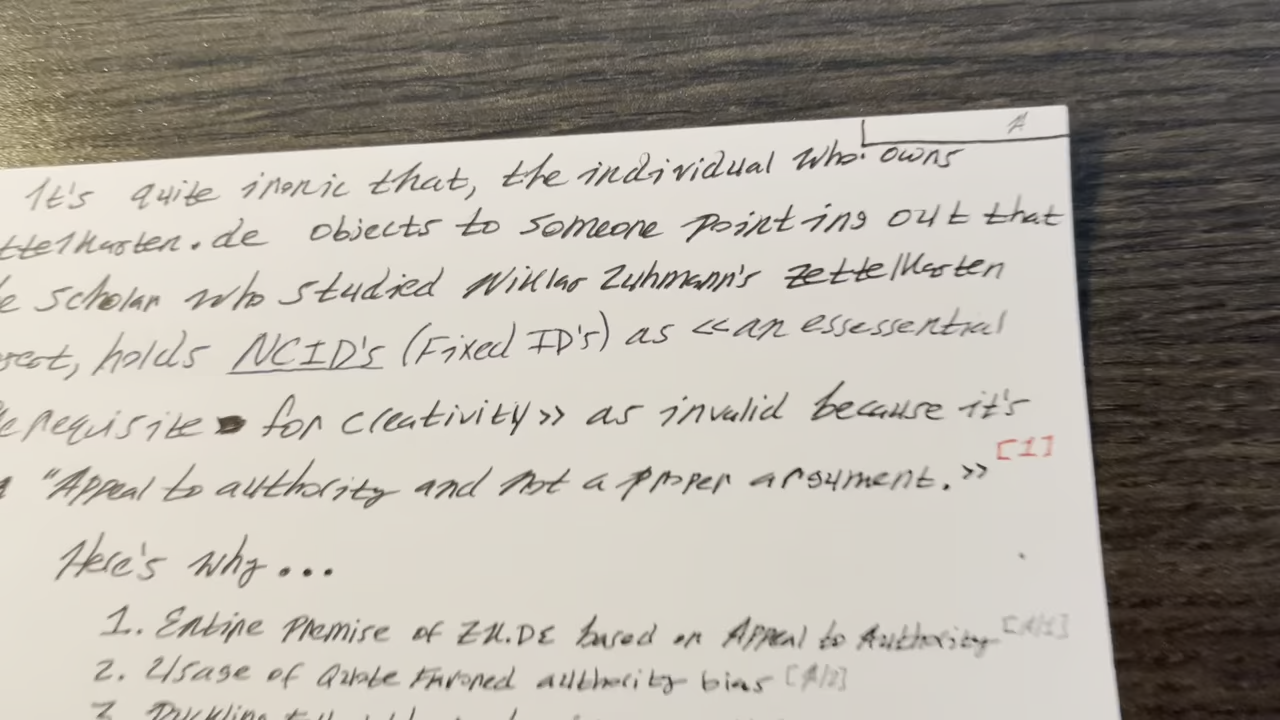 A
It's quite ironic that, the individual who owns
ttelkasten.de objects to someone pointing out that
e scholar who studied Niklas Luhmann's zettelkasten
holds NCID's (Fixed ID's) as <<an essessential
erequisite for creativity>> as invalid because it's
"Appeal to authority and not a proper argument.>> [1]
Here's why...
1. Entire Premise of ZK.DE based on Appeal to Authority [A/1]
2. Usage of Quote authority bias [A/2]
3.